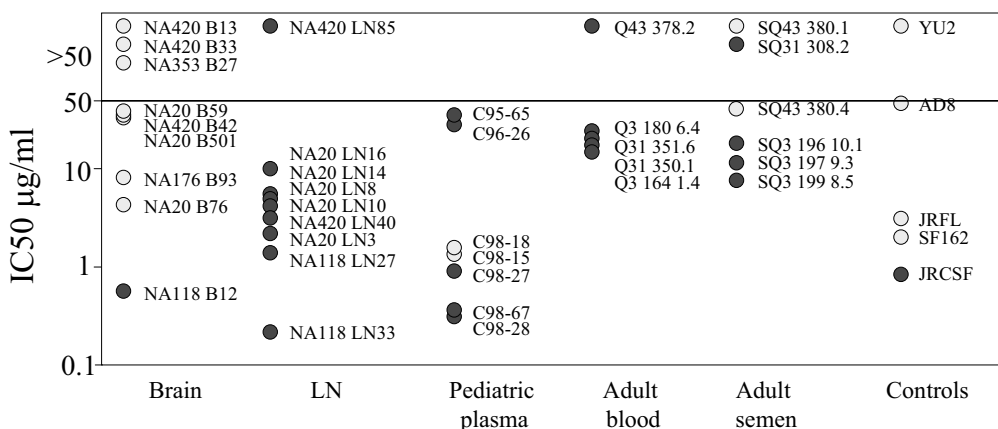 IC50 μg/ml
>50
50
10
1
0.1
NA420 B13
NA420 B33
NA353 B27
NA20 B59
NA420 B42
NA20 B501
NA176 B93
NA20 B76
NA118 B12
NA420 LN85
NA20 LN16
NA20 LN14
NA20 LN8
NA20 LN10
NA420 LN40
NA20 LN3
NA118 LN27
NA118 LN33
C95-65
C96-26
C98-18
C98-15
C98-27
C98-67
C98-28
Q43 378.2
Q3 180 6.4
Q31 351.6
Q31 350.1
Q3 164 1.4
SQ43 380.1
SQ31 308.2
SQ43 380.4
SQ3 196 10.1
SQ3 197 9.3
SQ3 199 8.5
YU2
AD8
JRFL
SF162
JRCSF
Brain
LN
Pediatric
plasma
Adult
blood
Adult
semen
Controls